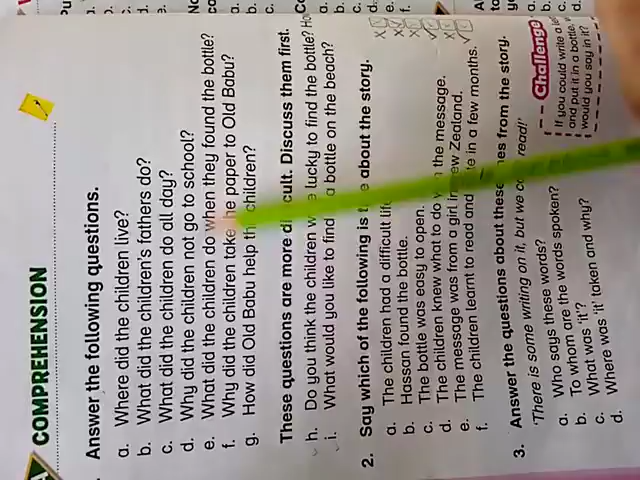 COMPREHENSION
Answer the following questions.
a. Where did the children live?
b. What did the children's fathers do?
c. What did the children do all day?
d. Why did the children not go to school?
e. What did the children do when they found the bottle?
f. Why did the children take he paper to Old Babu?
g. How did Old Babu help th children?
These questions are more di cult. Discuss them first.
h. Do you think the children w e lucky to find the bottle?
i. What would you like to find a bottle on the beach?
2. Say which of the following is t e about the story.
a. The children had a difficult life
b. Hassan found the bottle.
c. The bottle was easy to open.
d. The children knew what to do w h the message.
e. The message was from a girl in ew Zealand.
f. The children learnt to read and te in a few months.
3. Answer the questions about these nes from the story.
'There is some writing on it, but we ca read!'
a. Who says these words?
b. To whom are the words spoken?
c. What was 'it'?
d. Where was 'it' taken and why?
Challenge
If you could write a le
and put it in a bottle, w
would you say in it?